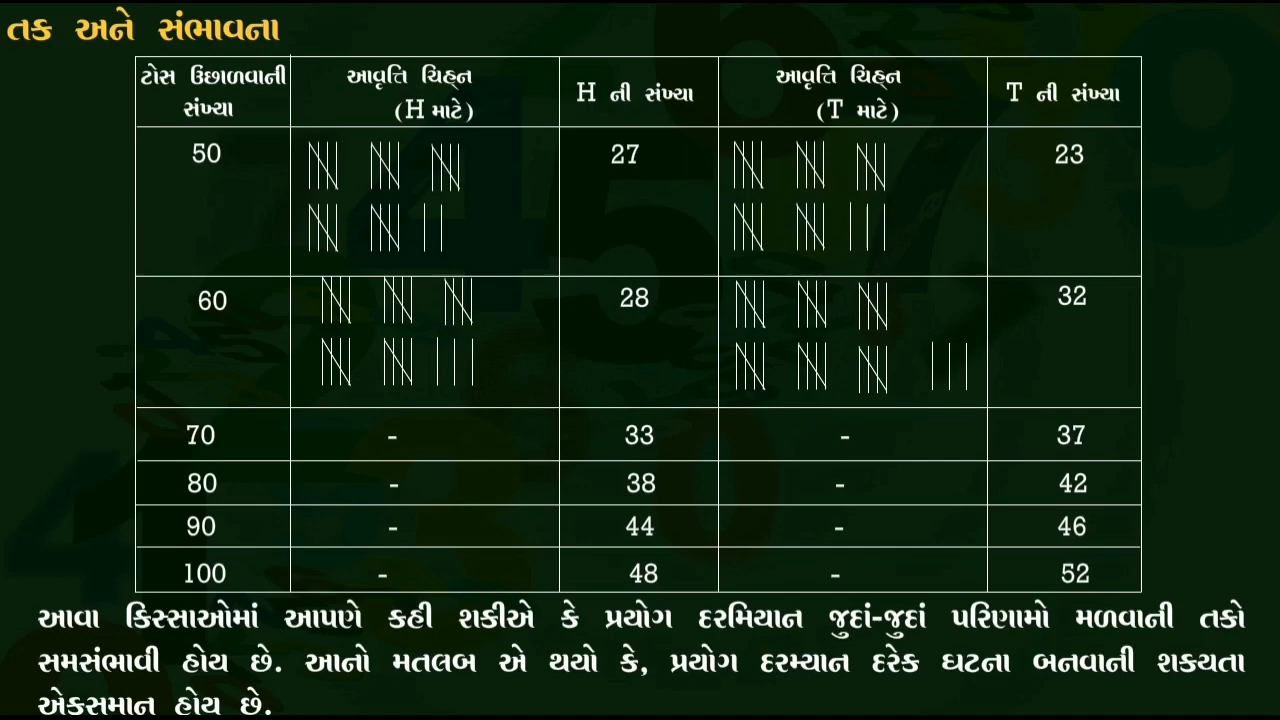 તક અને સંભાવના
ટોસ ઉછાળવાની સંખ્યા આવૃત્તિ ચિહ્ન (H માટે) H ની સંખ્યા આવૃત્તિ ચિહ્ન (T માટે) T ની સંખ્યા
50 27 23
60 28 32
70 - 33 - 37
80 - 38 - 42
90 - 44 - 46
100 - 48 - 52
આવા કિસ્સાઓમાં આપણે કહી શકીએ કે પ્રયોગ દરમિયાન જુદાં-જુદાં પરિણામો મળવાની તકો
સમસંભાવી હોય છે. આનો મતલબ એ થયો કે, પ્રયોગ દરમ્યાન દરેક ઘટના બનવાની શકયતા
એકસમાન હોય છે.